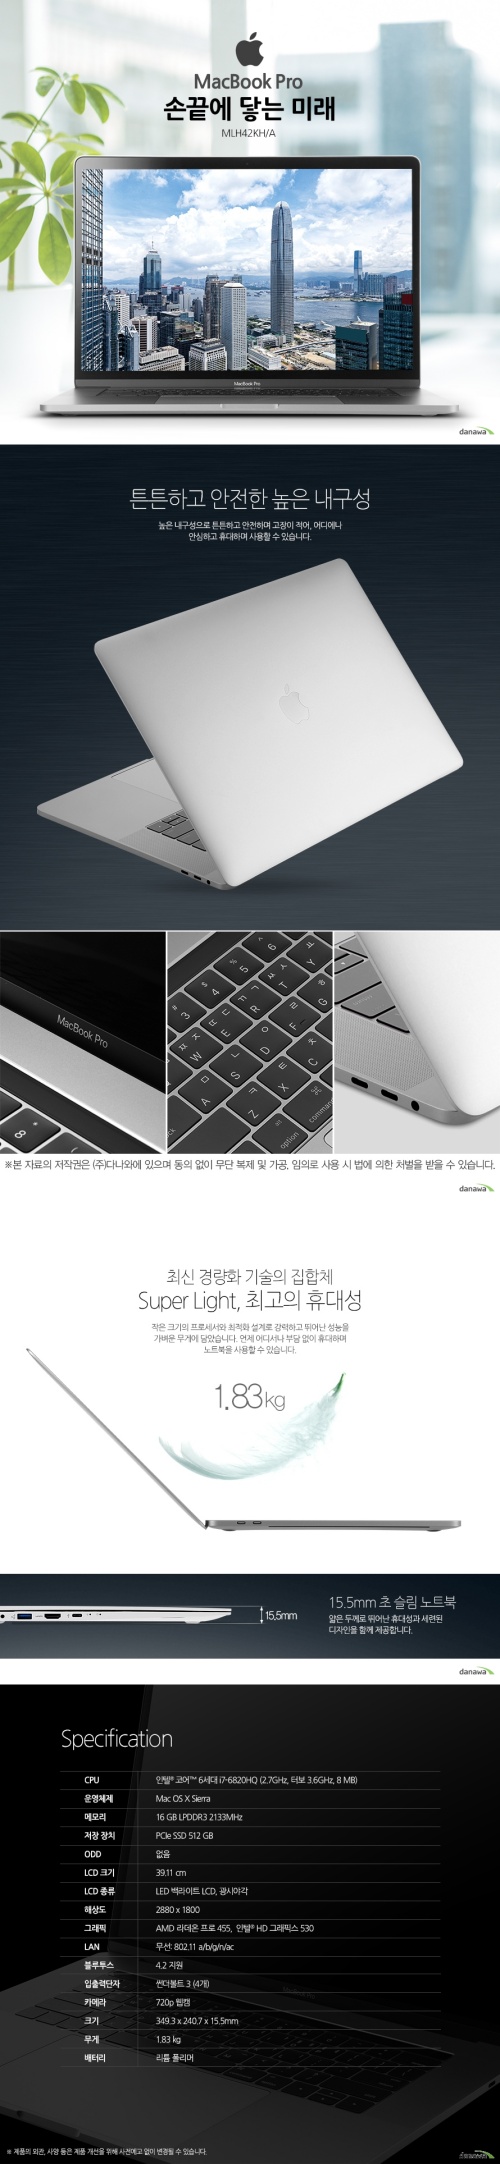 MacBook Pro
손끝에 닿는 미래
MLH42KH/A
MacBook Pro
danawa
튼튼하고 안전한 높은 내구성
높은 내구성으로 튼튼하고 안전하며 고장이 적어, 어디에나
안심하고 휴대하며 사용할 수 있습니다.
MacBook Pro
※본 자료의 저작권은 (주)다나와에 있으며 동의 없이 무단 복제 및 가공, 임의로 사용 시 법에 의한 처벌을 받을 수 있습니다.
danawa
최신 경량화 기술의 집합체
Super Light, 최고의 휴대성
작은 크기의 프로세서와 최적화 설계로 강력하고 뛰어난 성능을
가벼운 무게에 담았습니다. 언제 어디서나 부담 없이 휴대하며
노트북을 사용할 수 있습니다.
1.83kg
15.5mm
15.5mm 초 슬림 노트북
얇은 두께로 뛰어난 휴대성과 세련된
디자인을 함께 제공합니다.
danawa
Specification
CPU 인텔® 코어™ 6세대 i7-6820HQ (2.7GHz, 터보 3.6GHz, 8 MB)
운영체제 Mac OS X Sierra
메모리 16 GB LPDDR3 2133MHz
저장 장치 PCIe SSD 512 GB
ODD 없음
LCD 크기 39.11 cm
LCD 종류 LED 백라이트 LCD, 광시야각
해상도 2880 x 1800
그래픽 AMD 라데온 프로 455, 인텔® HD 그래픽스 530
LAN 무선: 802.11 a/b/g/n/ac
블루투스 4.2 지원
입출력단자 썬더볼트 3 (4개)
카메라 720p 웹캠
크기 349.3 x 240.7 x 15.5mm
무게 1.83 kg
배터리 리튬 폴리머
※ 제품의 외관, 사양 등은 제품 개선을 위해 사전예고 없이 변경될 수 있습니다.